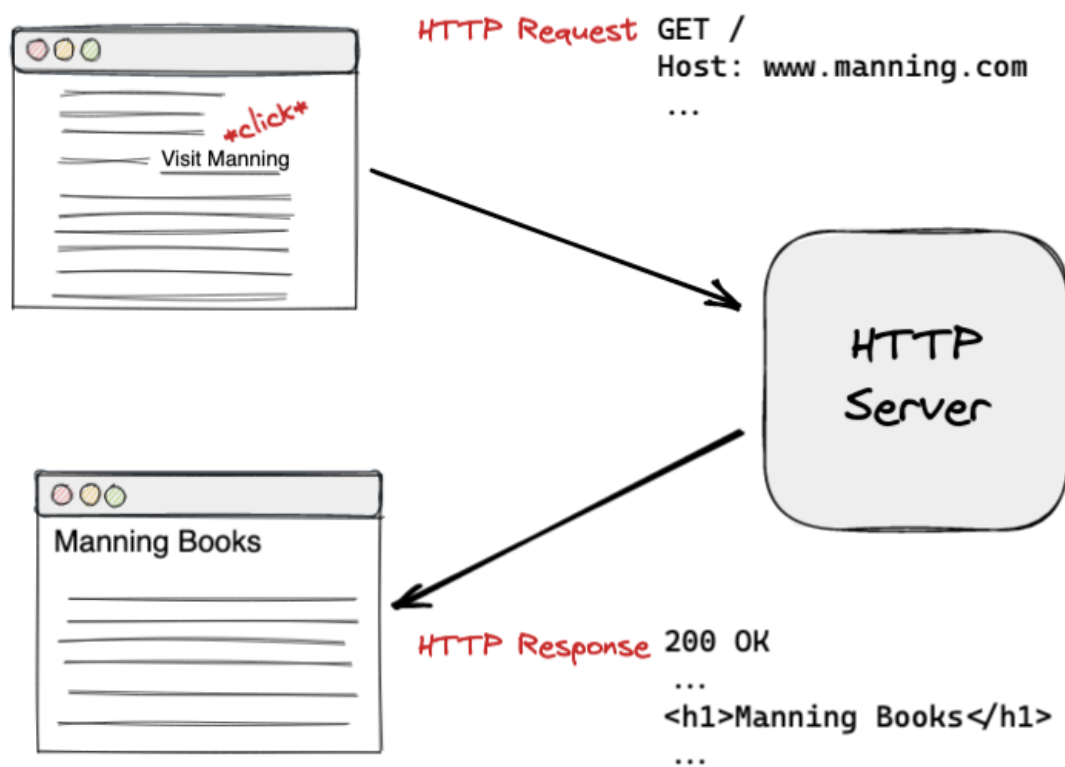 HTTP Request GET /
Host: www.manning.com
...
*click*
Visit Manning
HTTP
Server
Manning Books
HTTP Response 200 OK
...
<h1>Manning Books</h1>
...